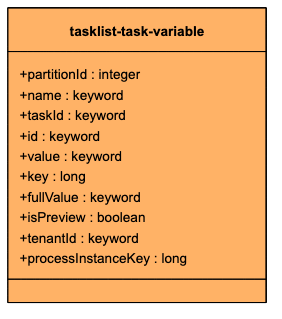 tasklist-task-variable
+partitionId : integer
+name : keyword
+taskId : keyword
+id : keyword
+value : keyword
+key : long
+fullValue : keyword
+isPreview : boolean
+tenantId : keyword
+processInstanceKey : long